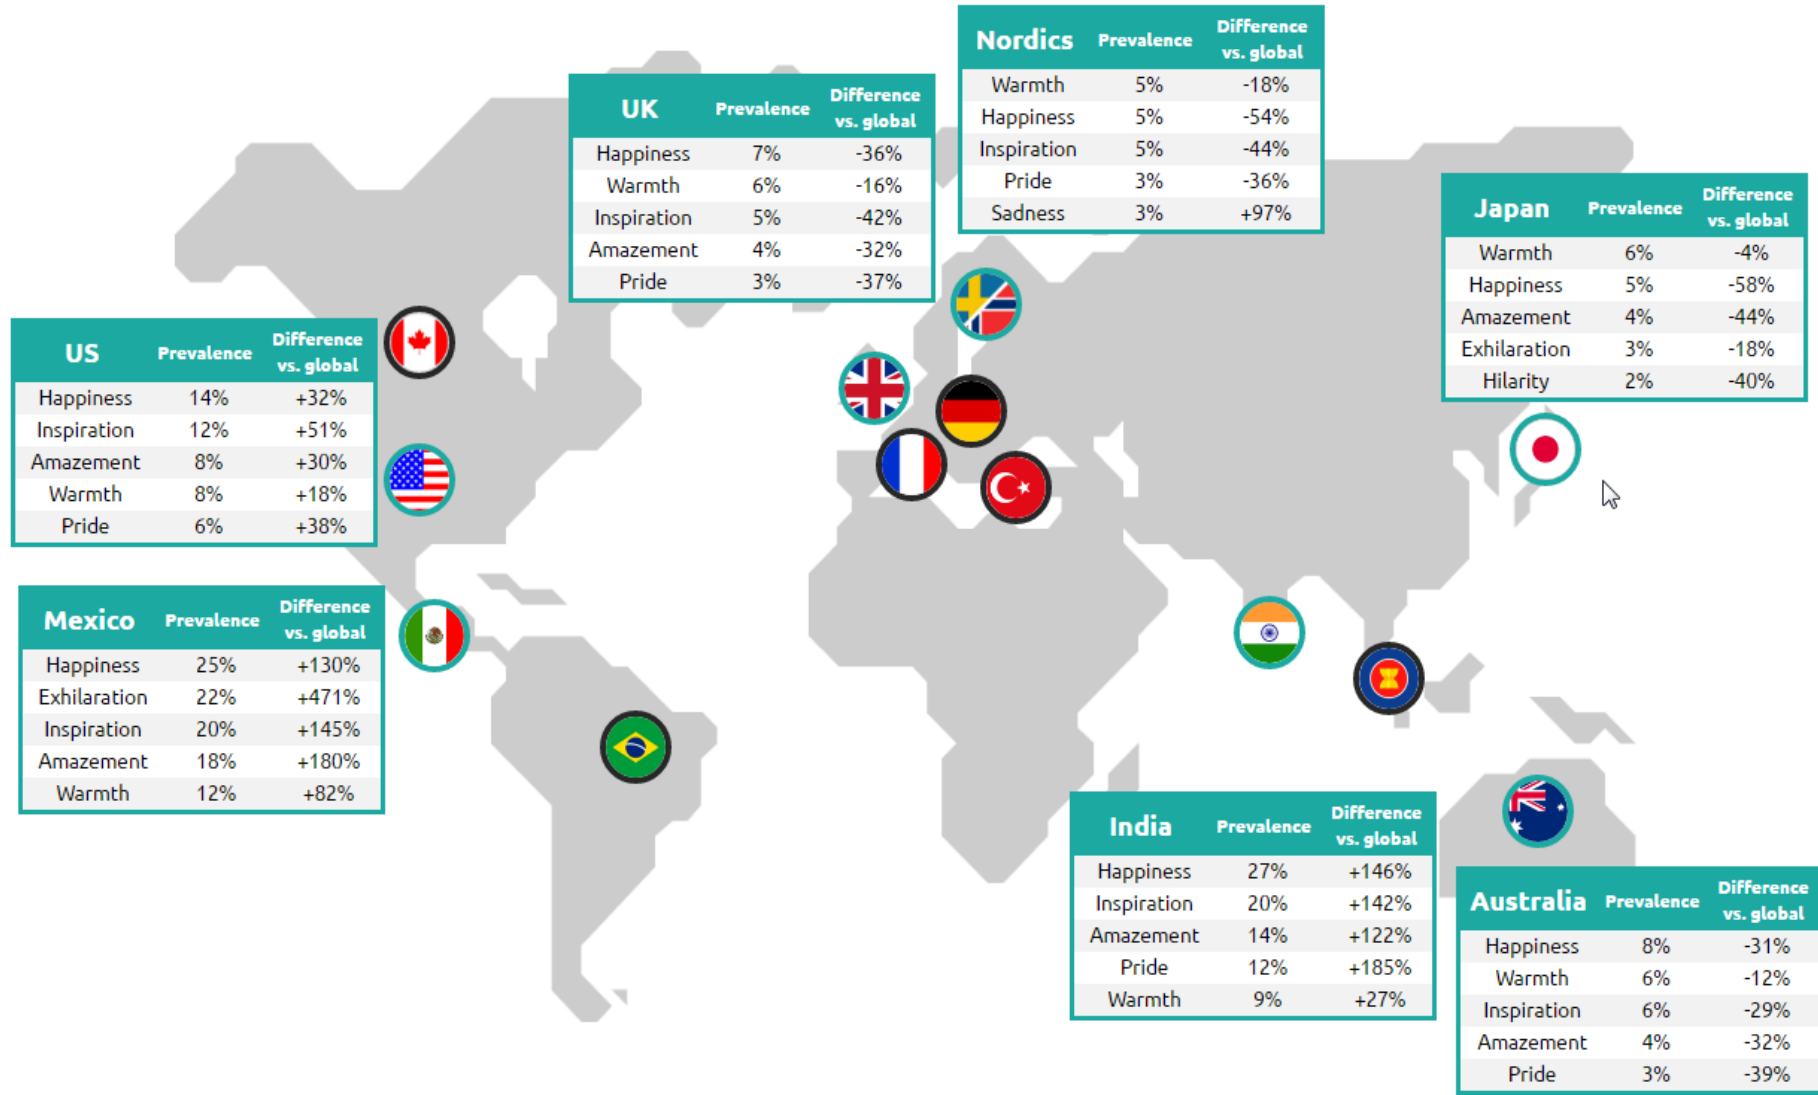 Nordics Prevalence Difference vs. global
Warmth 5% -18%
Happiness 5% -54%
Inspiration 5% -44%
Pride 3% -36%
Sadness 3% +97%
UK Prevalence Difference vs. global
Happiness 7% -36%
Warmth 6% -16%
Inspiration 5% -42%
Amazement 4% -32%
Pride 3% -37%
Japan Prevalence Difference vs. global
Warmth 6% -4%
Happiness 5% -58%
Amazement 4% -44%
Exhilaration 3% -18%
Hilarity 2% -40%
US Prevalence Difference vs. global
Happiness 14% +32%
Inspiration 12% +51%
Amazement 8% +30%
Warmth 8% +18%
Pride 6% +38%
Mexico Prevalence Difference vs. global
Happiness 25% +130%
Exhilaration 22% +471%
Inspiration 20% +145%
Amazement 18% +180%
Warmth 12% +82%
India Prevalence Difference vs. global
Happiness 27% +146%
Inspiration 20% +142%
Amazement 14% +122%
Pride 12% +185%
Warmth 9% +27%
Australia Prevalence Difference vs. global
Happiness 8% -31%
Warmth 6% -12%
Inspiration 6% -29%
Amazement 4% -32%
Pride 3% -39%